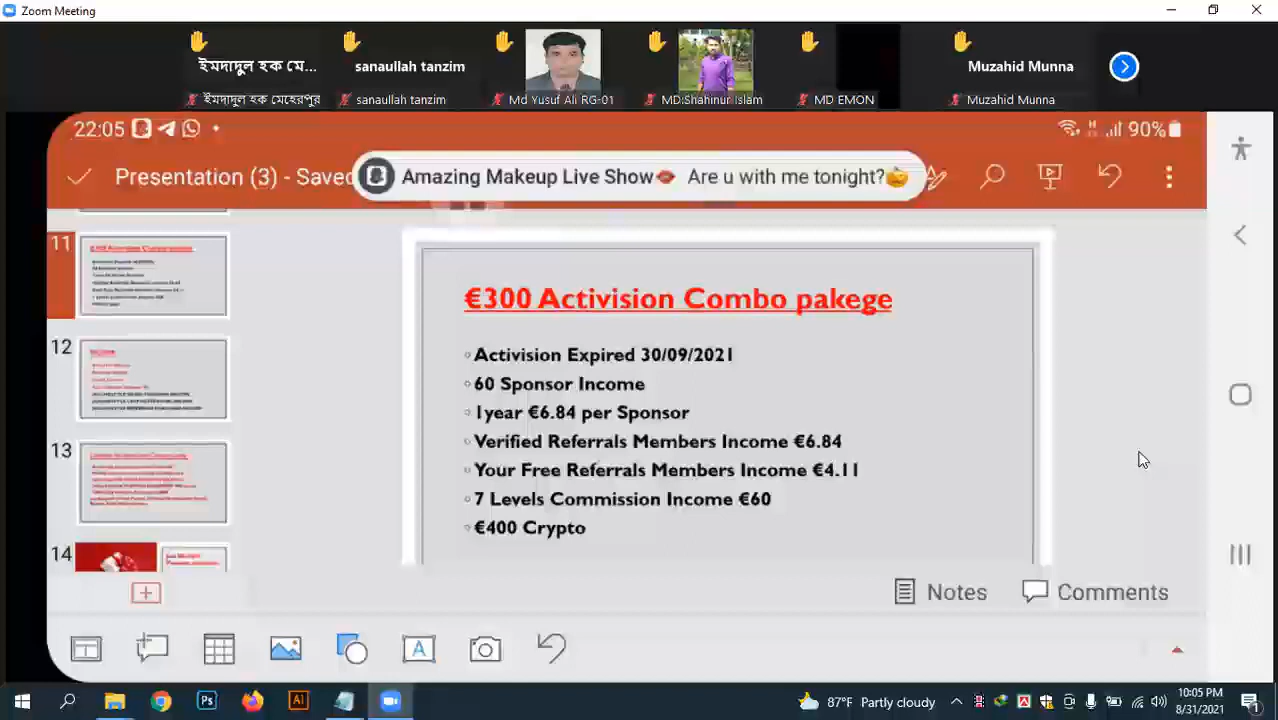 Zoom Meeting
ইমদাদুল হক মে...
sanaullah tanzim
Muzahid Munna
ইমদাদুল হক মেহেরপুর
sanaullah tanzim
Md Yusuf Ali RG-01
MD:Shahinur Islam
MD EMON
Muzahid Munna
22:05
90%
Presentation (3) - Saved
Amazing Makeup Live Show Are u with me tonight?
11
12
13
14
€300 Activision Combo pakege
Activision Expired 30/09/2021
60 Sponsor Income
1year €6.84 per Sponsor
Verified Referrals Members Income €6.84
Your Free Referrals Members Income €4.11
7 Levels Commission Income €60
€400 Crypto
Notes
Comments
87°F Partly cloudy
10:05 PM
8/31/2021